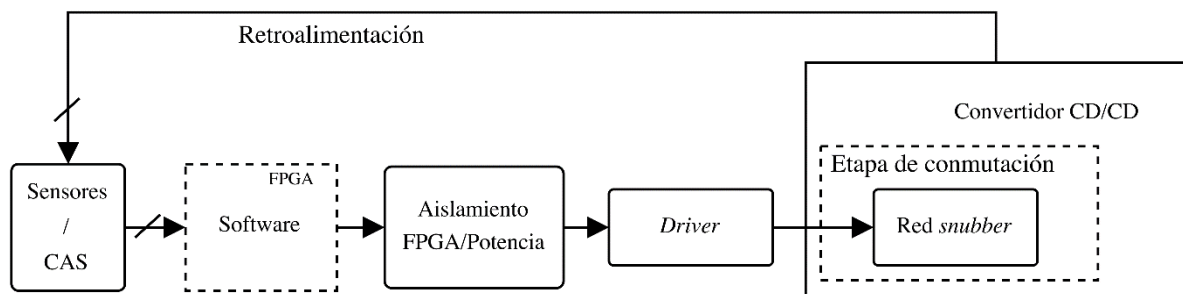 Retroalimentación
Convertidor CD/CD
Etapa de conmutación
Sensores
/
CAS
FPGA
Software
Aislamiento
FPGA/Potencia
Driver
Red snubber